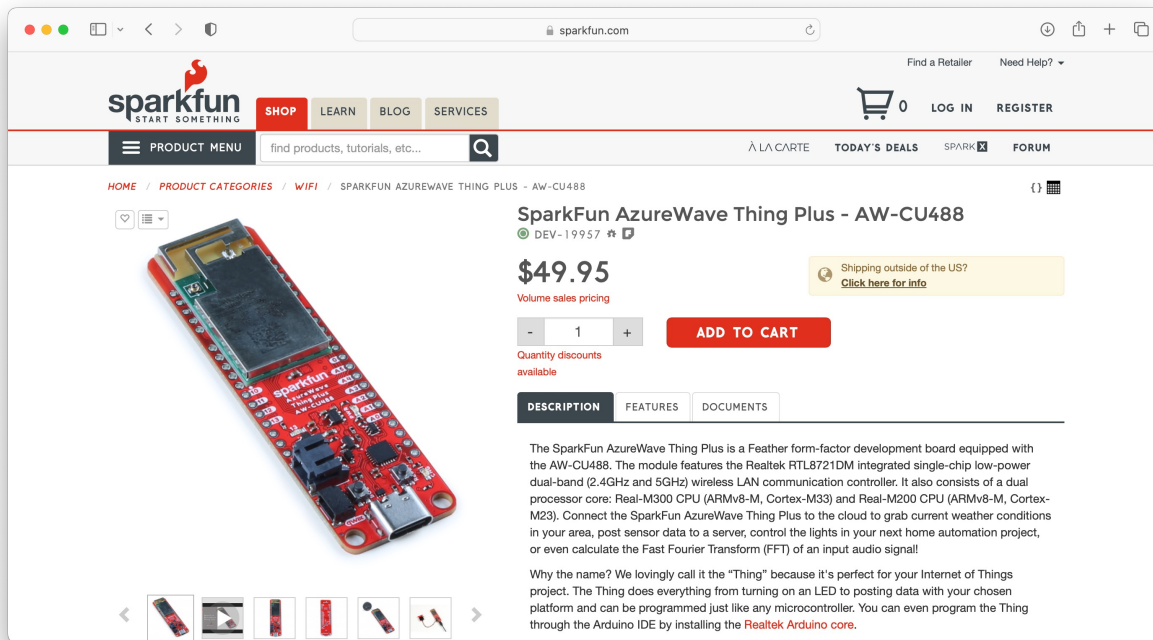 sparkfun.com
Find a Retailer
Need Help?
sparkfun
START SOMETHING
SHOP
LEARN
BLOG
SERVICES
0
LOG IN
REGISTER
PRODUCT MENU
find products, tutorials, etc...
À LA CARTE
TODAY'S DEALS
SPARK X
FORUM
HOME / PRODUCT CATEGORIES / WIFI / SPARKFUN AZUREWAVE THING PLUS - AW-CU488
{}
SparkFun AzureWave Thing Plus - AW-CU488
DEV-19957
$49.95
Volume sales pricing
Shipping outside of the US?
Click here for info
- 1 +
ADD TO CART
Quantity discounts
available
sparkfun
AzureWave
Thing Plus
AW-CU488
DESCRIPTION
FEATURES
DOCUMENTS
The SparkFun AzureWave Thing Plus is a Feather form-factor development board equipped with
the AW-CU488. The module features the Realtek RTL8721DM integrated single-chip low-power
dual-band (2.4GHz and 5GHz) wireless LAN communication controller. It also consists of a dual
processor core: Real-M300 CPU (ARMv8-M, Cortex-M33) and Real-M200 CPU (ARMv8-M, Cortex-
M23). Connect the SparkFun AzureWave Thing Plus to the cloud to grab current weather conditions
in your area, post sensor data to a server, control the lights in your next home automation project,
or even calculate the Fast Fourier Transform (FFT) of an input audio signal!
Why the name? We lovingly call it the “Thing” because it's perfect for your Internet of Things
project. The Thing does everything from turning on an LED to posting data with your chosen
platform and can be programmed just like any microcontroller. You can even program the Thing
through the Arduino IDE by installing the Realtek Arduino core.